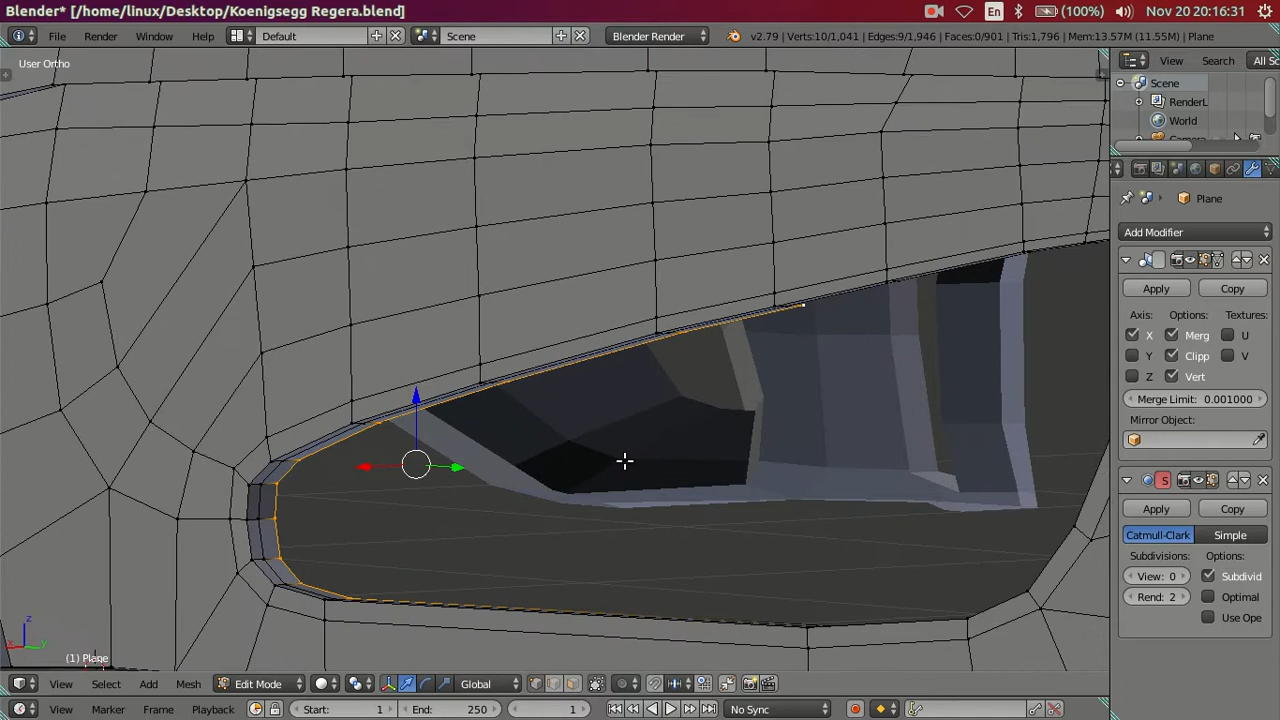 Blender* [/home/linux/Desktop/Koenigsegg Regera.blend]
En
(100%)
Nov 20 20:16:31
File
Render
Window
Help
Default
Scene
Blender Render
v2.79 | Verts:10/1,041 | Edges:9/1,946 | Faces:0/901 | Tris:1,796 | Mem:13.57M (11.55M) | Plane
User Ortho
View
Search
All Sc
Scene
RenderL
World
Camera
Plane
Add Modifier
Apply
Copy
Axis:
Options:
Textures:
X
Merg
U
Y
Clipp
V
Z
Vert
Merge Limit: 0.001000
Mirror Object:
S
Apply
Copy
Catmull-Clark
Simple
Subdivisions:
Options:
View: 0
Subdivid
Rend: 2
Optimal
Use Ope
z
x
y
(1) Plane
View
Select
Add
Mesh
Edit Mode
Global
View
Marker
Frame
Playback
Start:
1
End:
250
1
No Sync